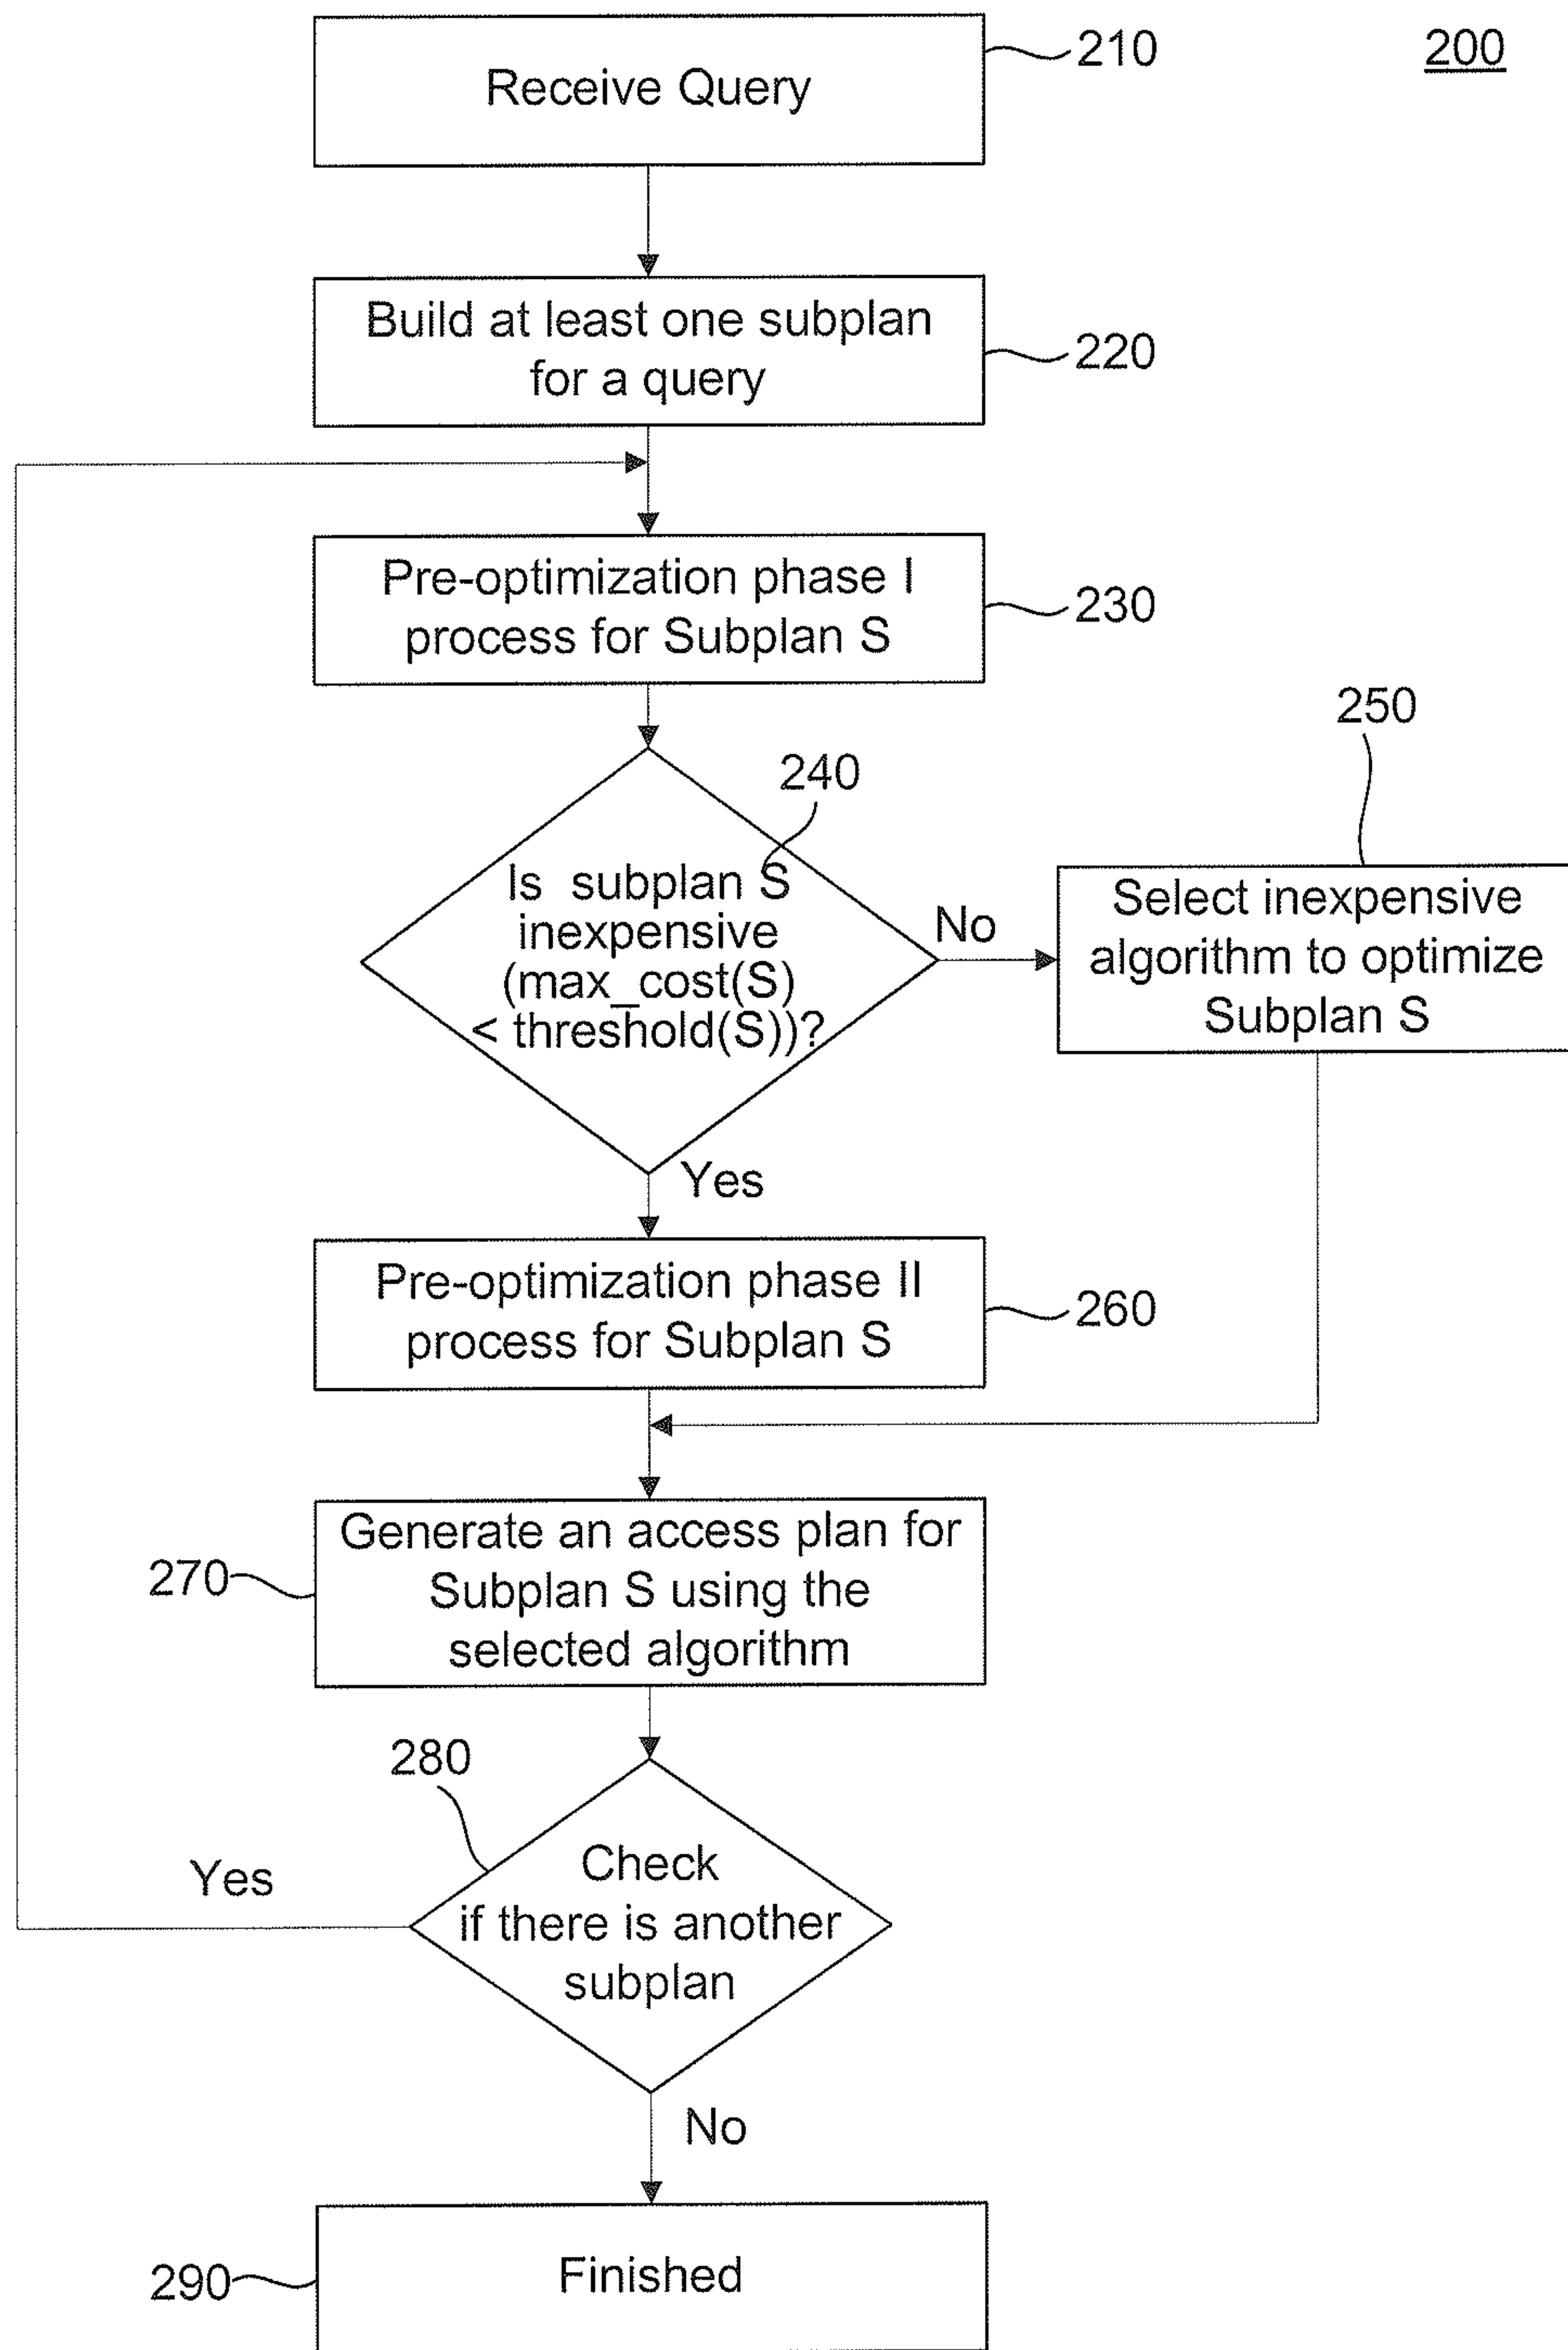 200
Receive Query
210
Build at least one subplan
for a query
220
Pre-optimization phase I
process for Subplan S
230
240
Is subplan S
inexpensive
(max_cost(S)
< threshold(S))?
No
250
Select inexpensive
algorithm to optimize
Subplan S
Yes
Pre-optimization phase II
process for Subplan S
260
Generate an access plan for
Subplan S using the
selected algorithm
270
280
Check
if there is another
subplan
Yes
No
Finished
290